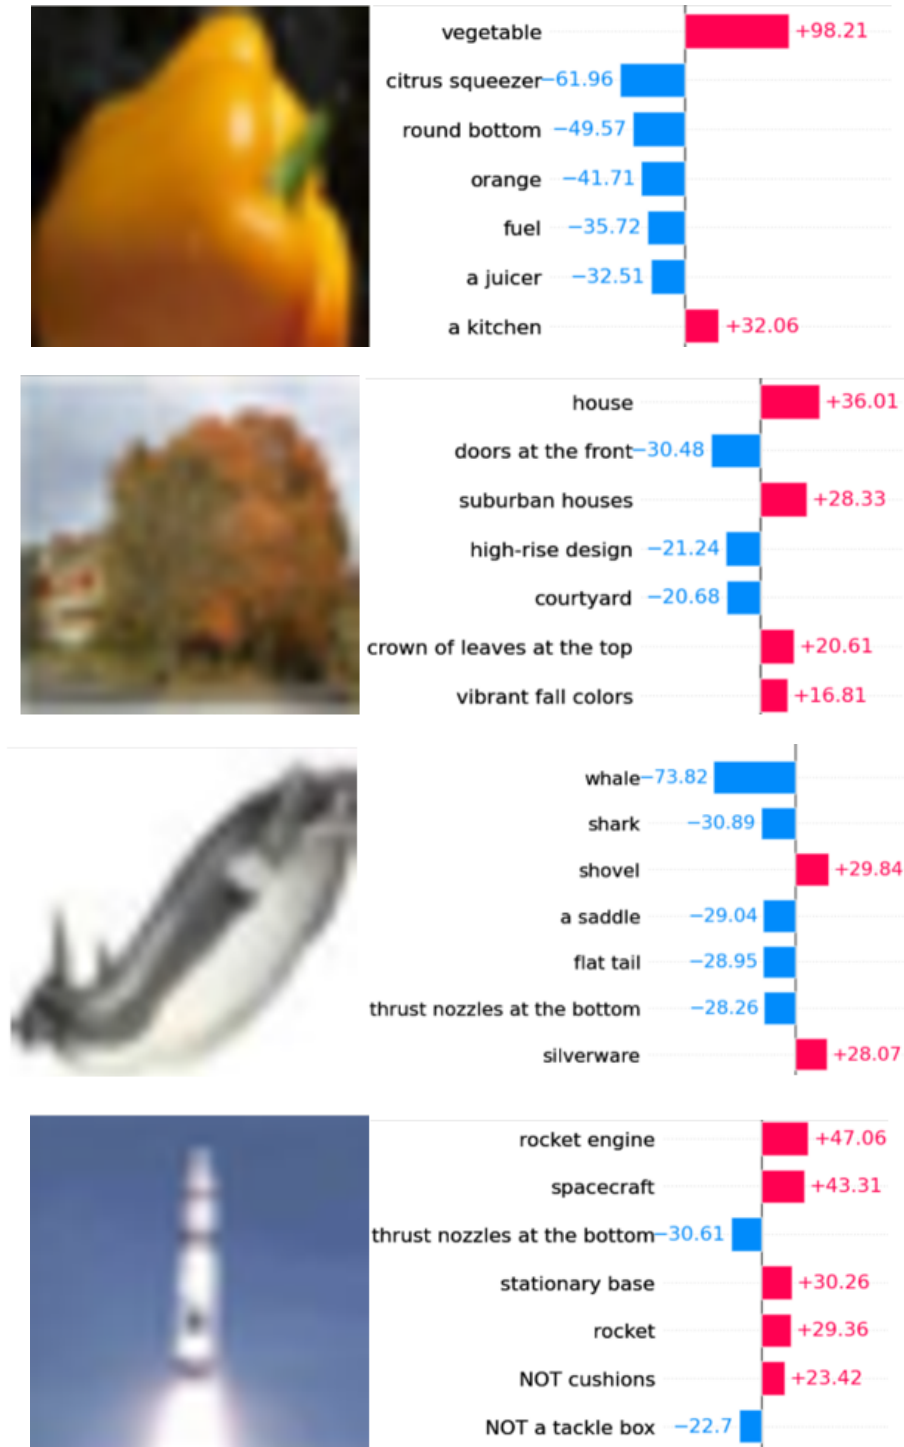 vegetable +98.21
citrus squeezer −61.96
round bottom −49.57
orange −41.71
fuel −35.72
a juicer −32.51
a kitchen +32.06
house +36.01
doors at the front −30.48
suburban houses +28.33
high-rise design −21.24
courtyard −20.68
crown of leaves at the top +20.61
vibrant fall colors +16.81
whale −73.82
shark −30.89
shovel +29.84
a saddle −29.04
flat tail −28.95
thrust nozzles at the bottom −28.26
silverware +28.07
rocket engine +47.06
spacecraft +43.31
thrust nozzles at the bottom −30.61
stationary base +30.26
rocket +29.36
NOT cushions +23.42
NOT a tackle box −22.7